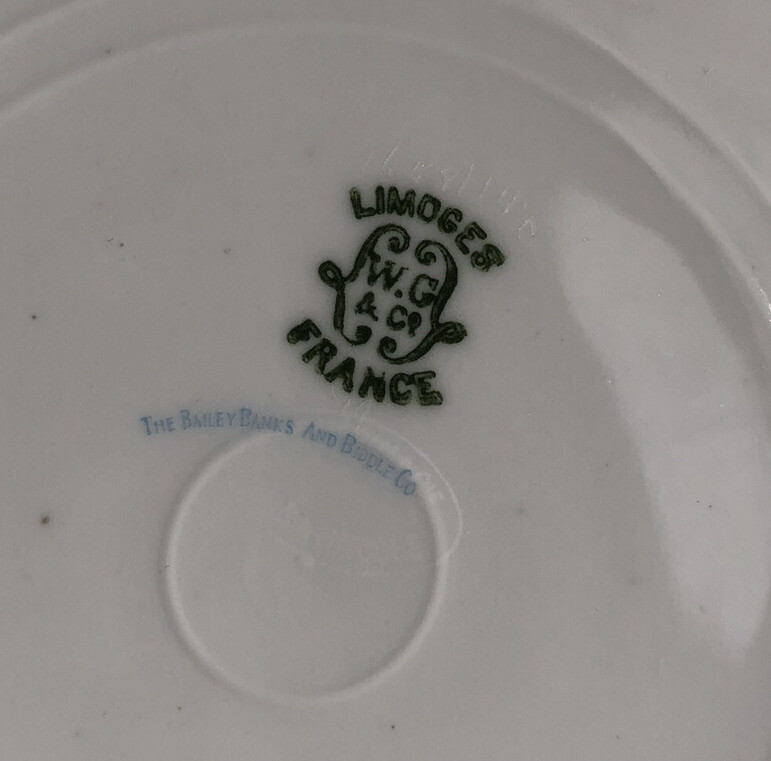 LIMOGES
W.G
& Co
FRANCE
THE BAILEY BANKS AND BIDDLE CO